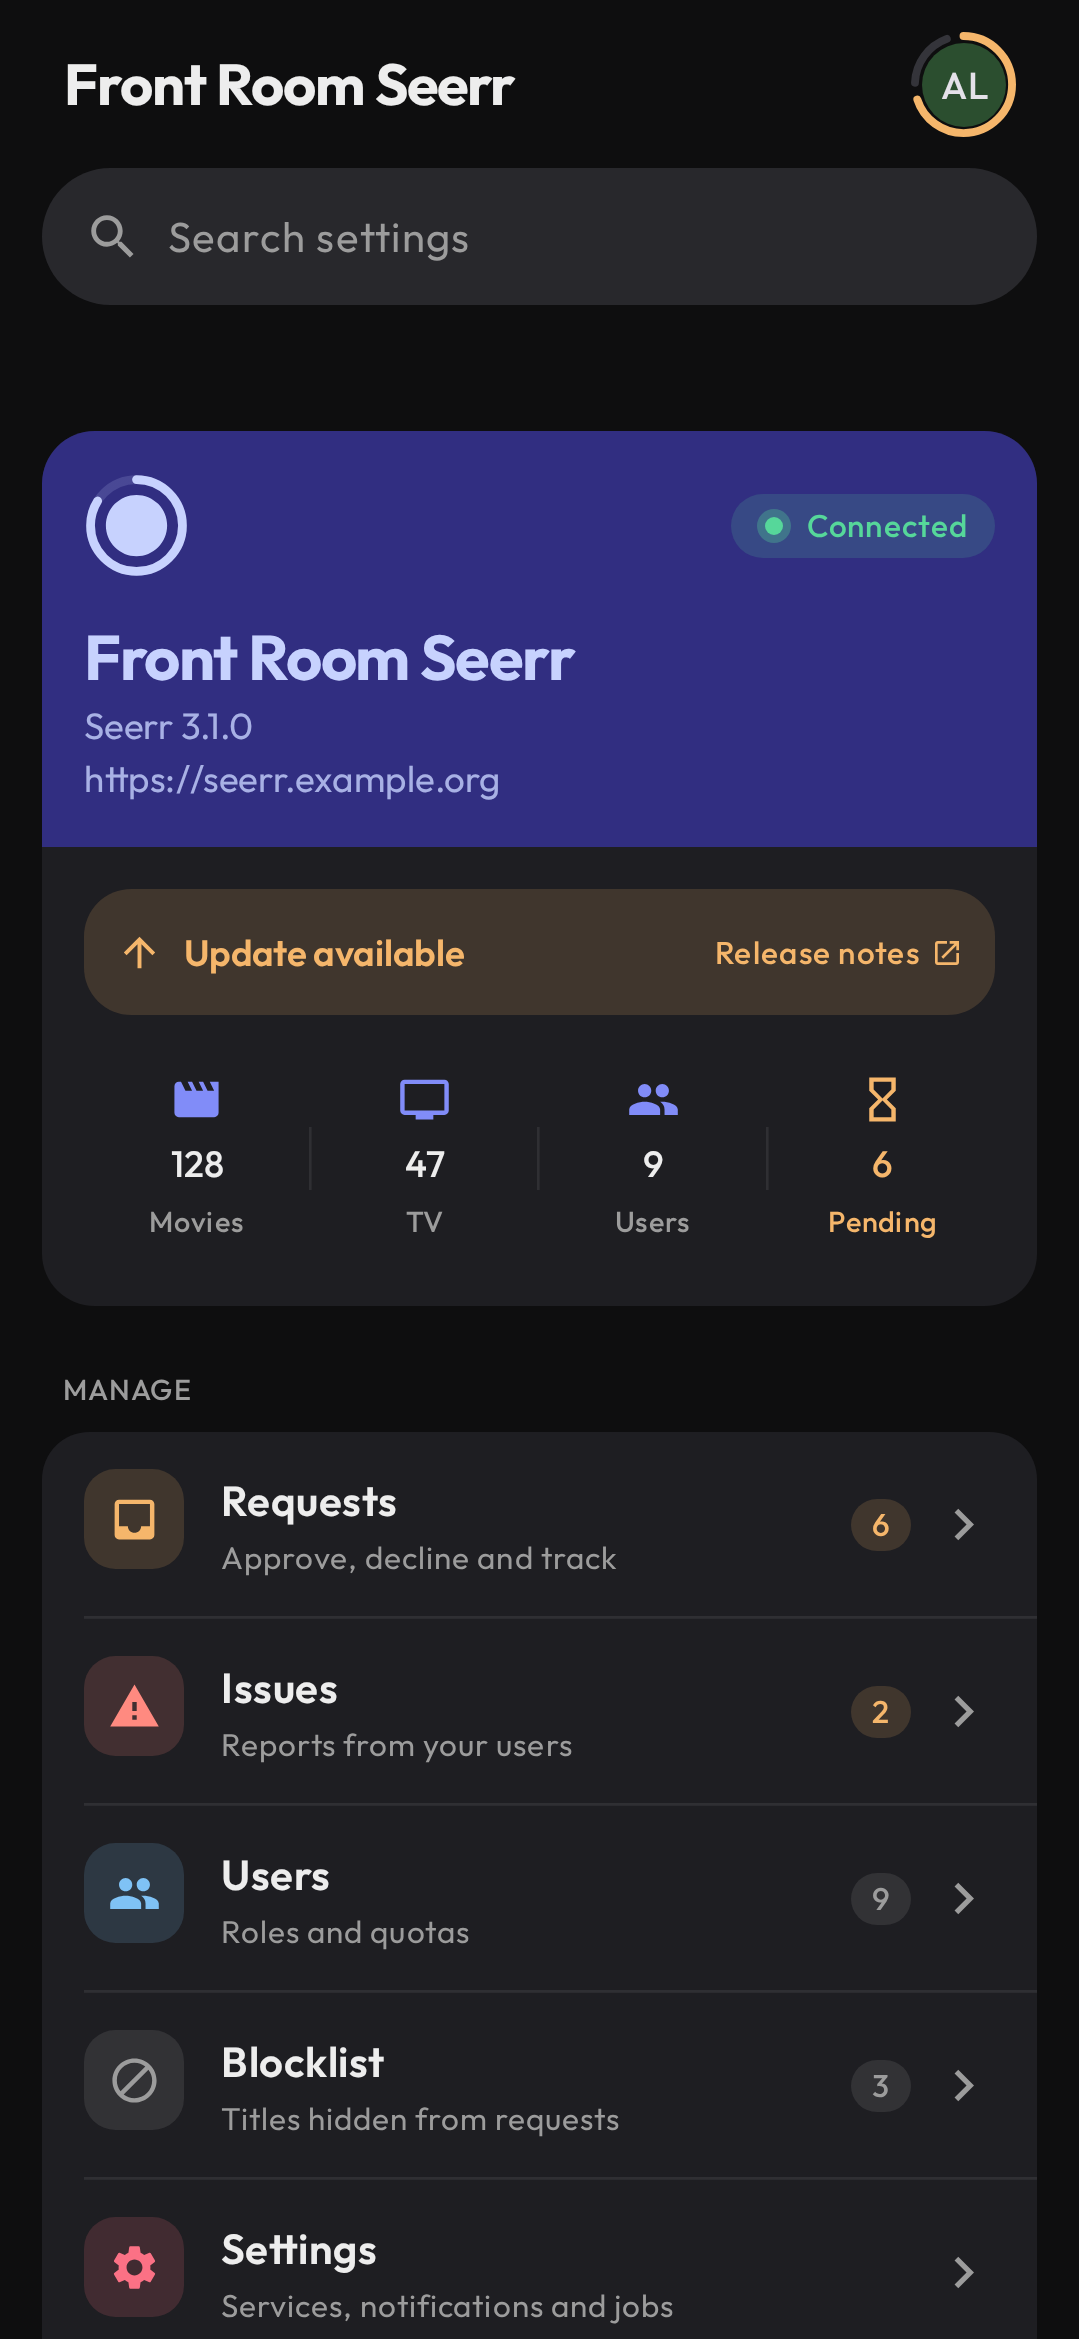 Front Room Seerr
AL
Search settings
Connected
Front Room Seerr
Seerr 3.1.0
https://seerr.example.org
Update available
Release notes
128
47
9
6
Movies
TV
Users
Pending
MANAGE
Requests
Approve, decline and track
6
Issues
Reports from your users
2
Users
Roles and quotas
9
Blocklist
Titles hidden from requests
3
Settings
Services, notifications and jobs